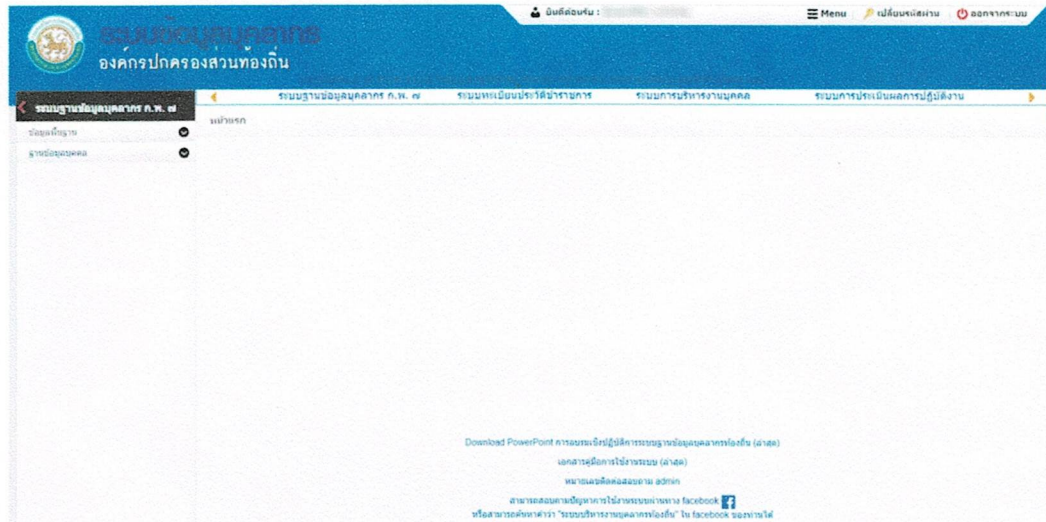 ยินดีต้อนรับ :
Menu
เปลี่ยนรหัสผ่าน
ออกจากระบบ
ระบบข้อมูลบุคลากร
องค์กรปกครองส่วนท้องถิ่น
ระบบฐานข้อมูลบุคลากร ก.พ. ๗
ระบบฐานข้อมูลบุคลากร ก.พ. ๗
ระบบทะเบียนประวัติข้าราชการ
ระบบการบริหารงานบุคคล
ระบบการประเมินผลการปฏิบัติงาน
ข้อมูลพื้นฐาน
หน้าแรก
ฐานข้อมูลบุคคล
Download PowerPoint การอบรมเชิงปฏิบัติการระบบฐานข้อมูลบุคลากรท้องถิ่น (ล่าสุด)
เอกสารคู่มือการใช้งานระบบ (ล่าสุด)
หมายเลขติดต่อสอบถาม admin
สามารถสอบถามปัญหาการใช้งานระบบผ่านทาง facebook
หรือสามารถค้นหาคำว่า "ระบบบริหารงานบุคลากรท้องถิ่น" ใน facebook ของท่านได้